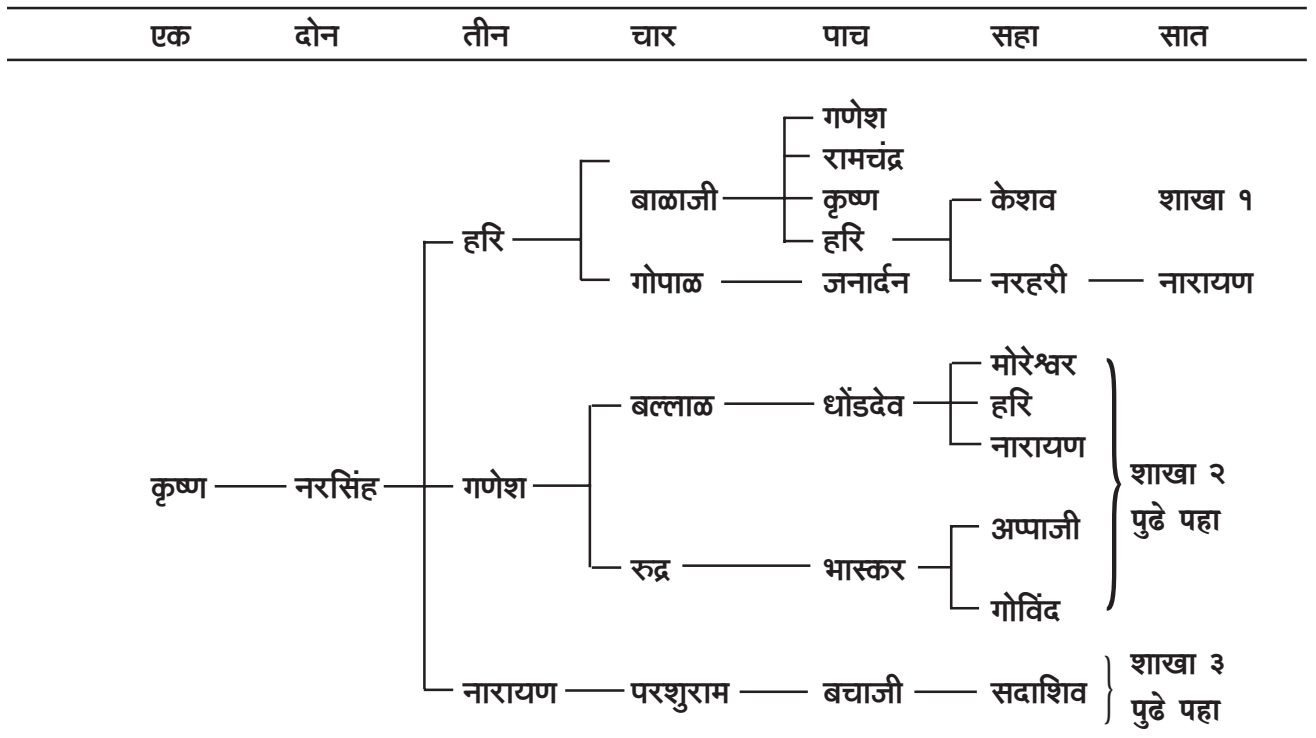 एक दोन तीन चार पाच सहा सात
गणेश
रामचंद्र
बाळाजी कृष्ण केशव शाखा १
हरि हरि
गोपाळ जनार्दन नरहरी नारायण
मोरेश्वर
बल्लाळ धोंडदेव हरि
नारायण
शाखा २
कृष्ण नरसिंह गणेश
पुढे पहा
अप्पाजी
रुद्र भास्कर
गोविंद
शाखा ३
नारायण परशुराम बचाजी सदाशिव
पुढे पहा